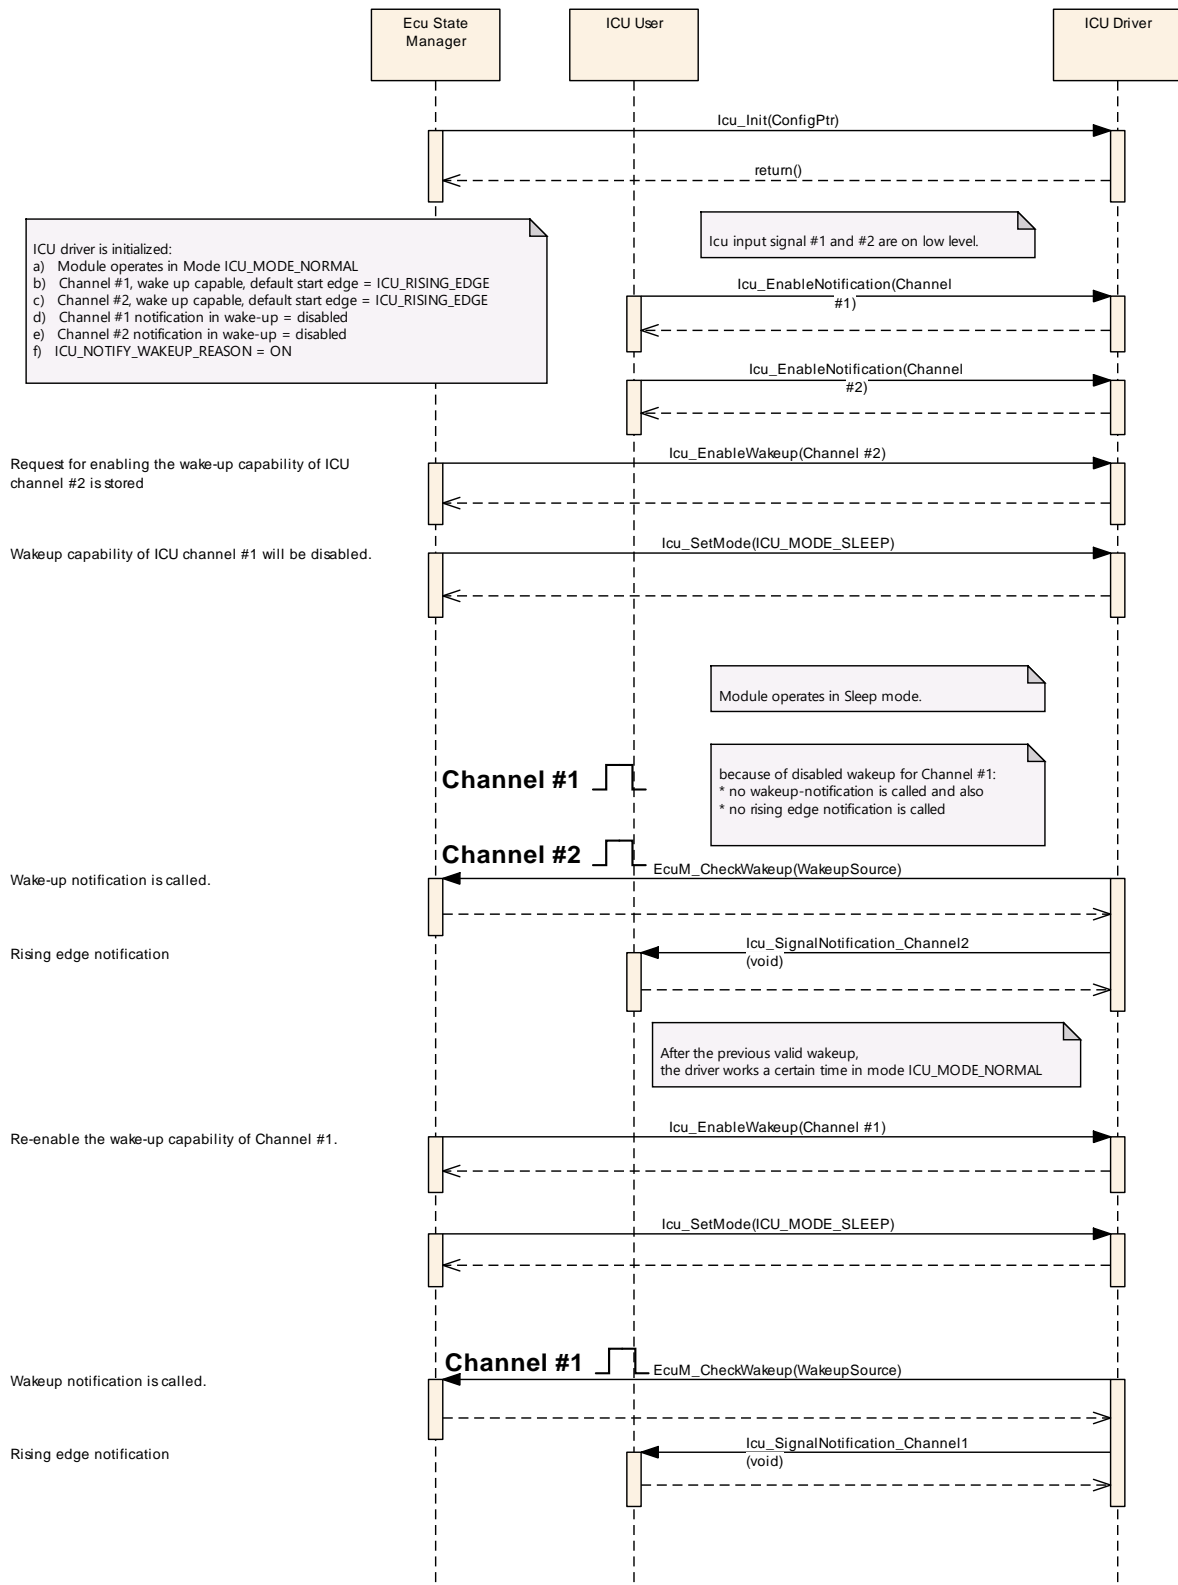 Ecu State
Manager
ICU User
ICU Driver
Icu_Init(ConfigPtr)
return()
ICU driver is initialized:
a) Module operates in Mode ICU_MODE_NORMAL
b) Channel #1, wake up capable, default start edge = ICU_RISING_EDGE
c) Channel #2, wake up capable, default start edge = ICU_RISING_EDGE
d) Channel #1 notification in wake-up = disabled
e) Channel #2 notification in wake-up = disabled
f) ICU_NOTIFY_WAKEUP_REASON = ON
Icu input signal #1 and #2 are on low level.
Icu_EnableNotification(Channel
#1)
Icu_EnableNotification(Channel
#2)
Request for enabling the wake-up capability of ICU
channel #2 is stored
Icu_EnableWakeup(Channel #2)
Wakeup capability of ICU channel #1 will be disabled.
Icu_SetMode(ICU_MODE_SLEEP)
Module operates in Sleep mode.
Channel #1
because of disabled wakeup for Channel #1:
* no wakeup-notification is called and also
* no rising edge notification is called
Channel #2
Wake-up notification is called.
EcuM_CheckWakeup(WakeupSource)
Rising edge notification
Icu_SignalNotification_Channel2
(void)
After the previous valid wakeup,
the driver works a certain time in mode ICU_MODE_NORMAL
Re-enable the wake-up capability of Channel #1.
Icu_EnableWakeup(Channel #1)
Icu_SetMode(ICU_MODE_SLEEP)
Channel #1
EcuM_CheckWakeup(WakeupSource)
Wakeup notification is called.
Rising edge notification
Icu_SignalNotification_Channel1
(void)